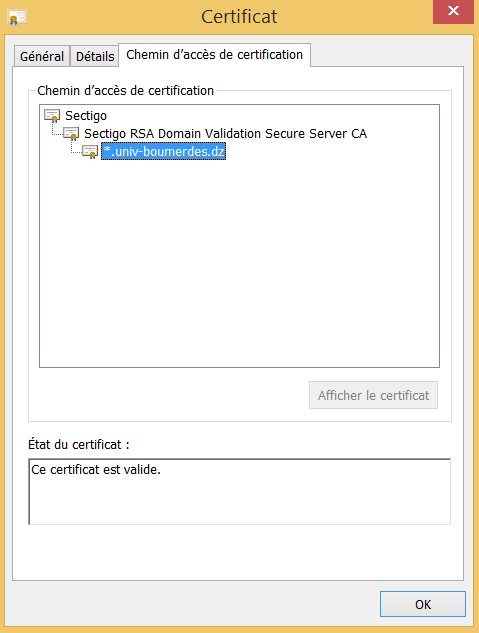 Certificat
Général Détails Chemin d'accès de certification
Chemin d'accès de certification
Sectigo
Sectigo RSA Domain Validation Secure Server CA
*.univ-boumerdes.dz
Afficher le certificat
État du certificat :
Ce certificat est valide.
OK